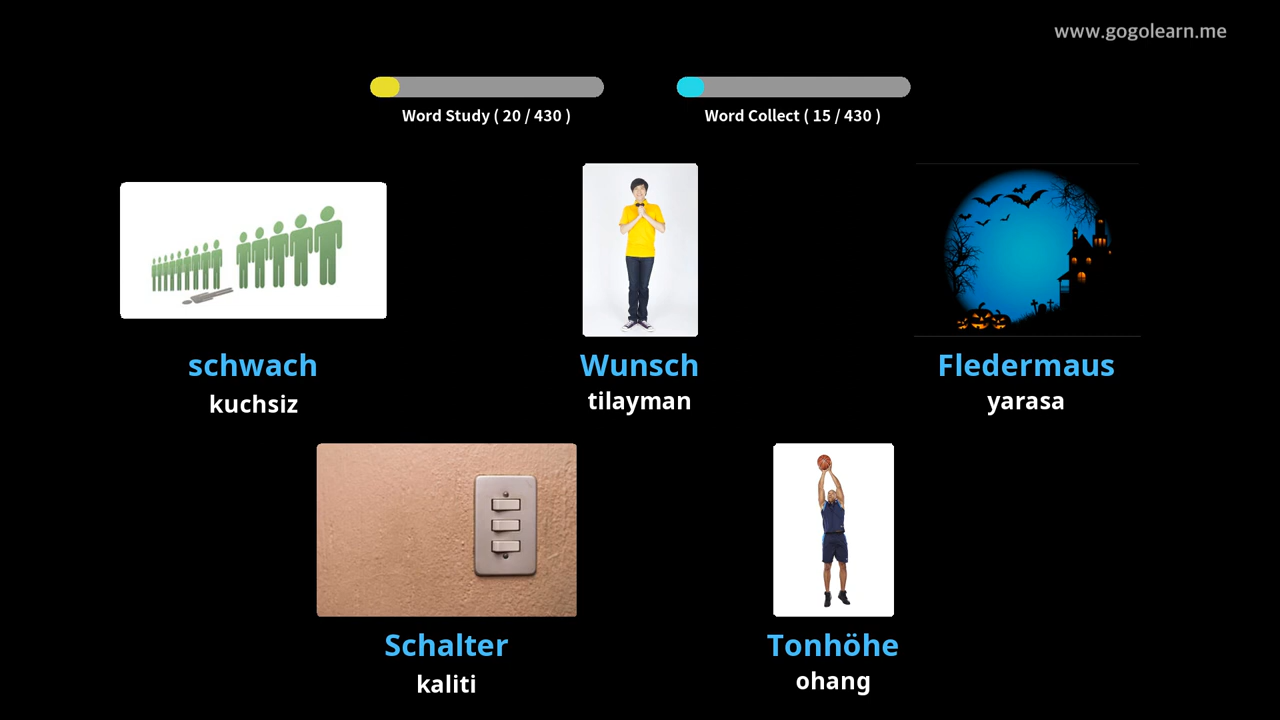 www.gogolearn.me
Word Study ( 20 / 430 )
Word Collect ( 15 / 430 )
schwach
kuchsiz
Wunsch
tilayman
Fledermaus
yarasa
Schalter
kaliti
Tonhöhe
ohang